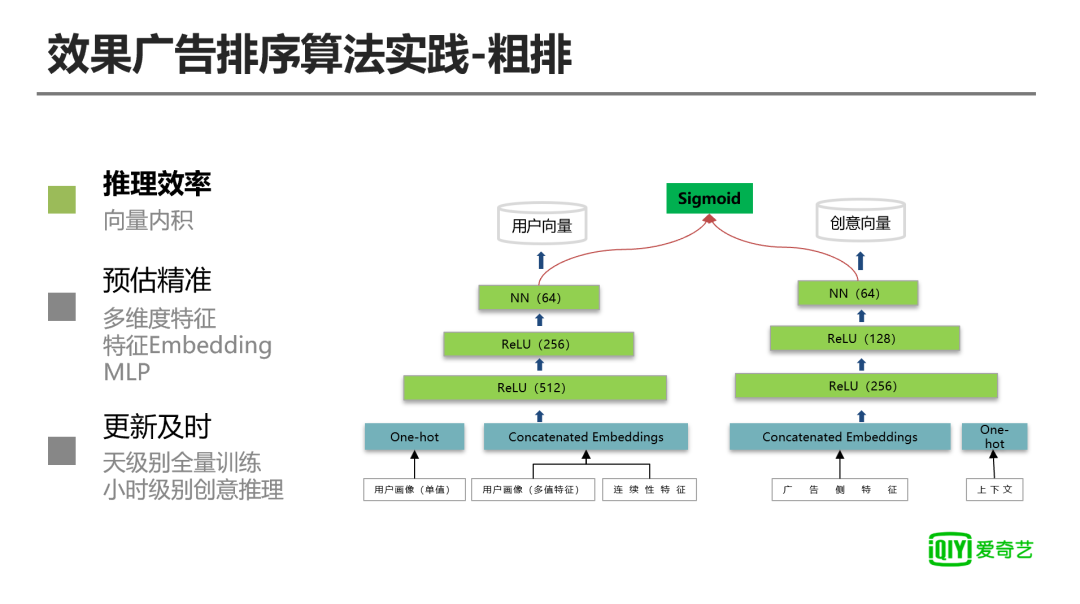 效果广告排序算法实践-粗排
推理效率
向量内积
预估精准
多维度特征
特征Embedding
MLP
更新及时
天级别全量训练
小时级别创意推理
Sigmoid
用户向量
创意向量
NN（64）
NN（64）
ReLU（256）
ReLU（128）
ReLU（512）
ReLU（256）
One-hot
Concatenated Embeddings
Concatenated Embeddings
One-
hot
用户画像（单值）
用户画像（多值特征）
连续性特征
广告侧特征
上下文
iQIYI 爱奇艺